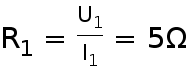 R₁ = U₁/I₁ = 5Ω